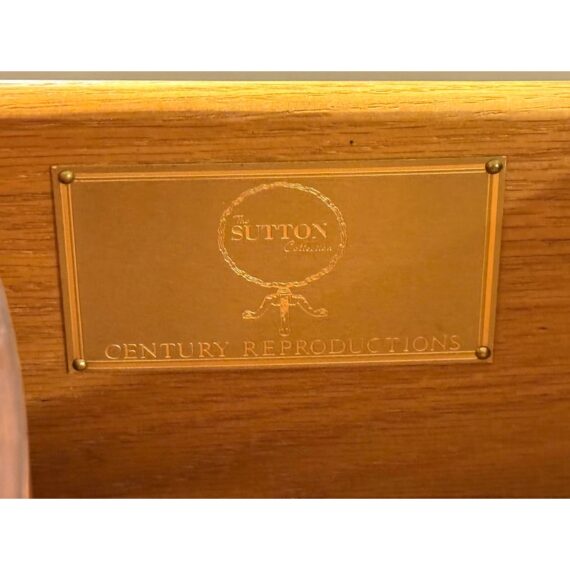 The
SUTTON
Collection
CENTURY REPRODUCTIONS